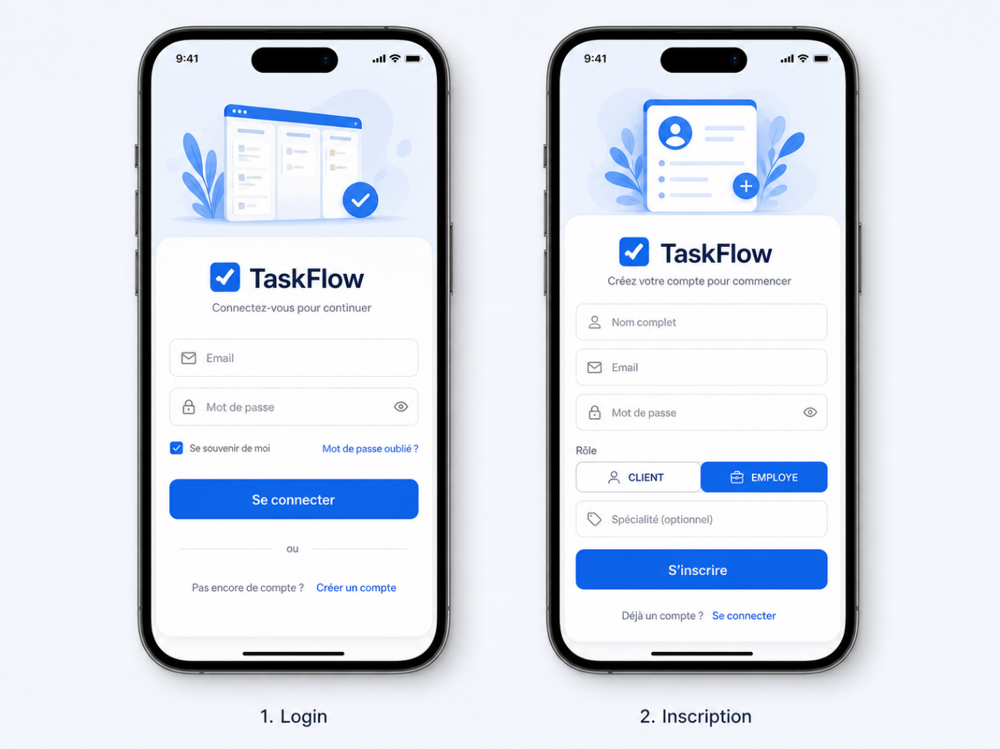 9:41
TaskFlow
Connectez-vous pour continuer
Email
Mot de passe
Se souvenir de moi
Mot de passe oublié ?
Se connecter
ou
Pas encore de compte ? Créer un compte
1. Login
9:41
TaskFlow
Créez votre compte pour commencer
Nom complet
Email
Mot de passe
Rôle
CLIENT
EMPLOYE
Spécialité (optionnel)
S'inscrire
Déjà un compte ? Se connecter
2. Inscription